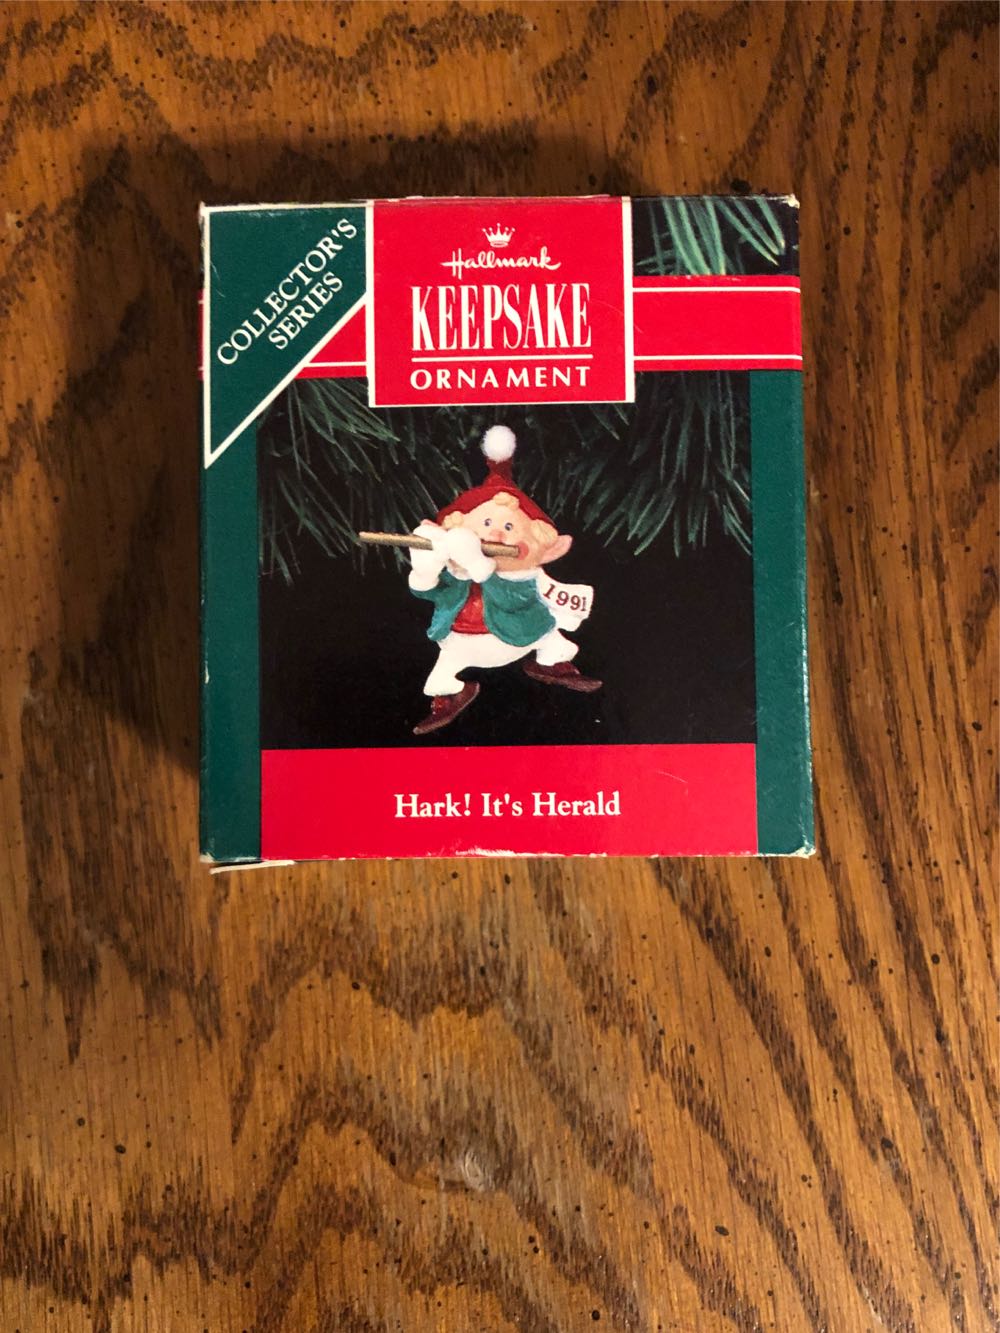 COLLECTOR'S
SERIES
Hallmark
KEEPSAKE
ORNAMENT
1991
Hark! It's Herald